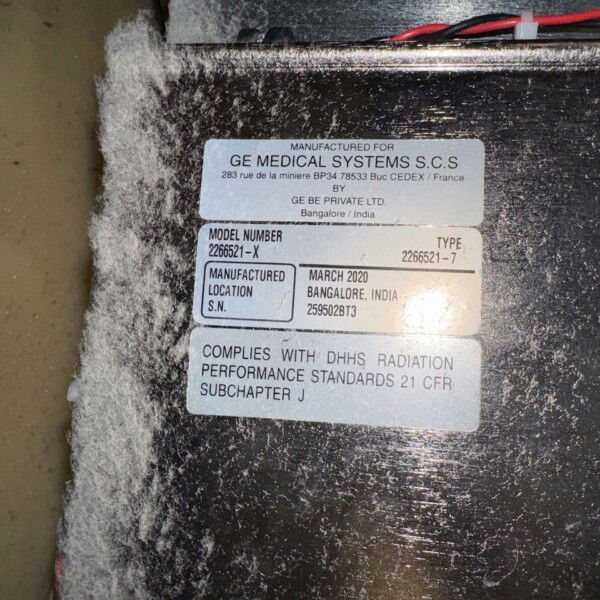 MANUFACTURED FOR
GE MEDICAL SYSTEMS S.C.S
283 rue de la miniere BP34 78533 Buc CEDEX / France
BY
GE BE PRIVATE LTD.
Bangalore / India
MODEL NUMBER TYPE
2266521-X 2266521-7
MANUFACTURED MARCH 2020
LOCATION BANGALORE, INDIA
S.N. 259502BT3
COMPLIES WITH DHHS RADIATION
PERFORMANCE STANDARDS 21 CFR
SUBCHAPTER J